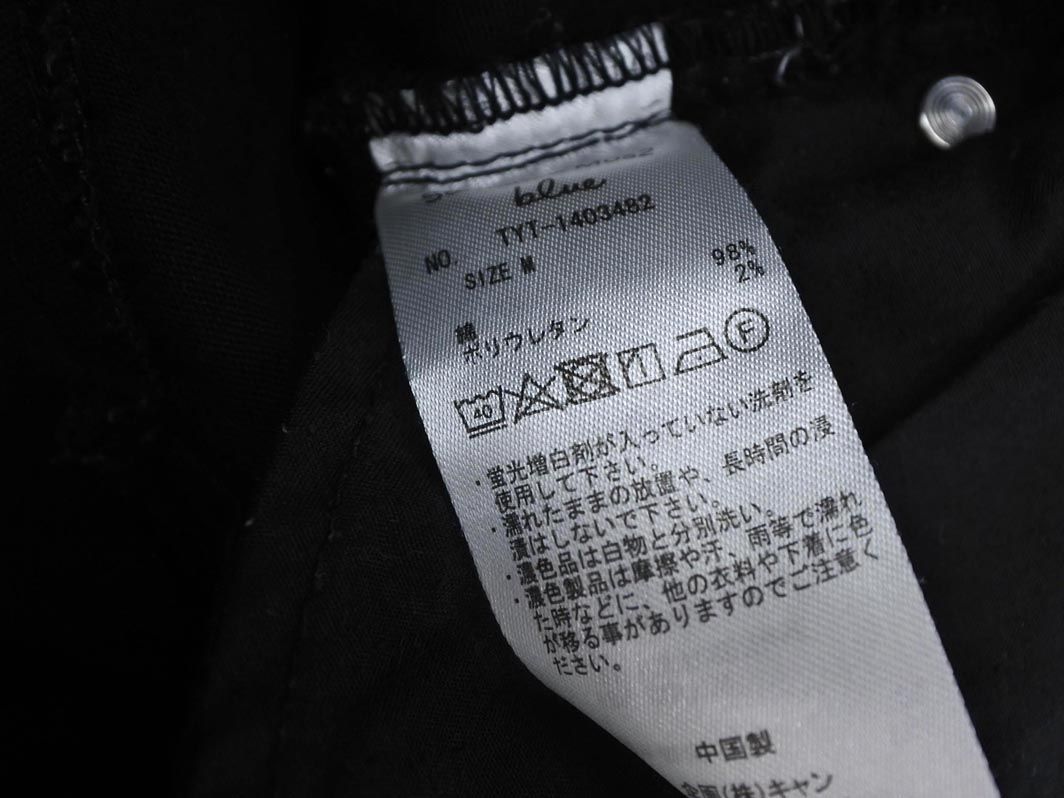 blue
NO. TYT-1403482
SIZE M
綿 98%
ポリウレタン 2%
40 F
・蛍光増白剤が入っていない洗剤を
使用して下さい。
・濡れたままの放置や、長時間の浸
漬はしないで下さい。
・濃色品は白物と分別洗い。
・濃色製品は摩擦や汗、雨等で濡れ
た時などに、他の衣料や下着に色
が移る事がありますのでご注意く
ださい。
中国製
企画(株)キャン